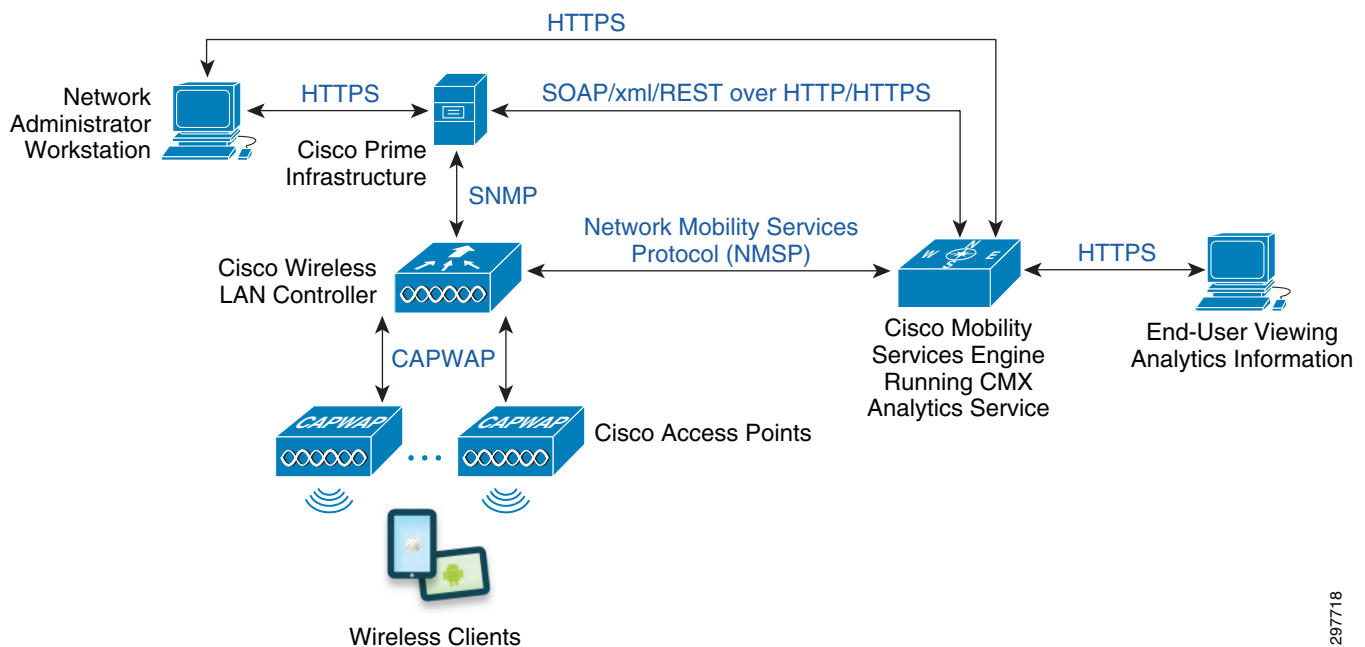 HTTPS
Network
Administrator
Workstation
HTTPS
Cisco Prime
Infrastructure
SOAP/xml/REST over HTTP/HTTPS
SNMP
Cisco Wireless
LAN Controller
Network Mobility Services
Protocol (NMSP)
N
W
E
S
HTTPS
Cisco Mobility
Services Engine
Running CMX
Analytics Service
End-User Viewing
Analytics Information
CAPWAP
CAPWAP
CAPWAP
Cisco Access Points
Wireless Clients
297718